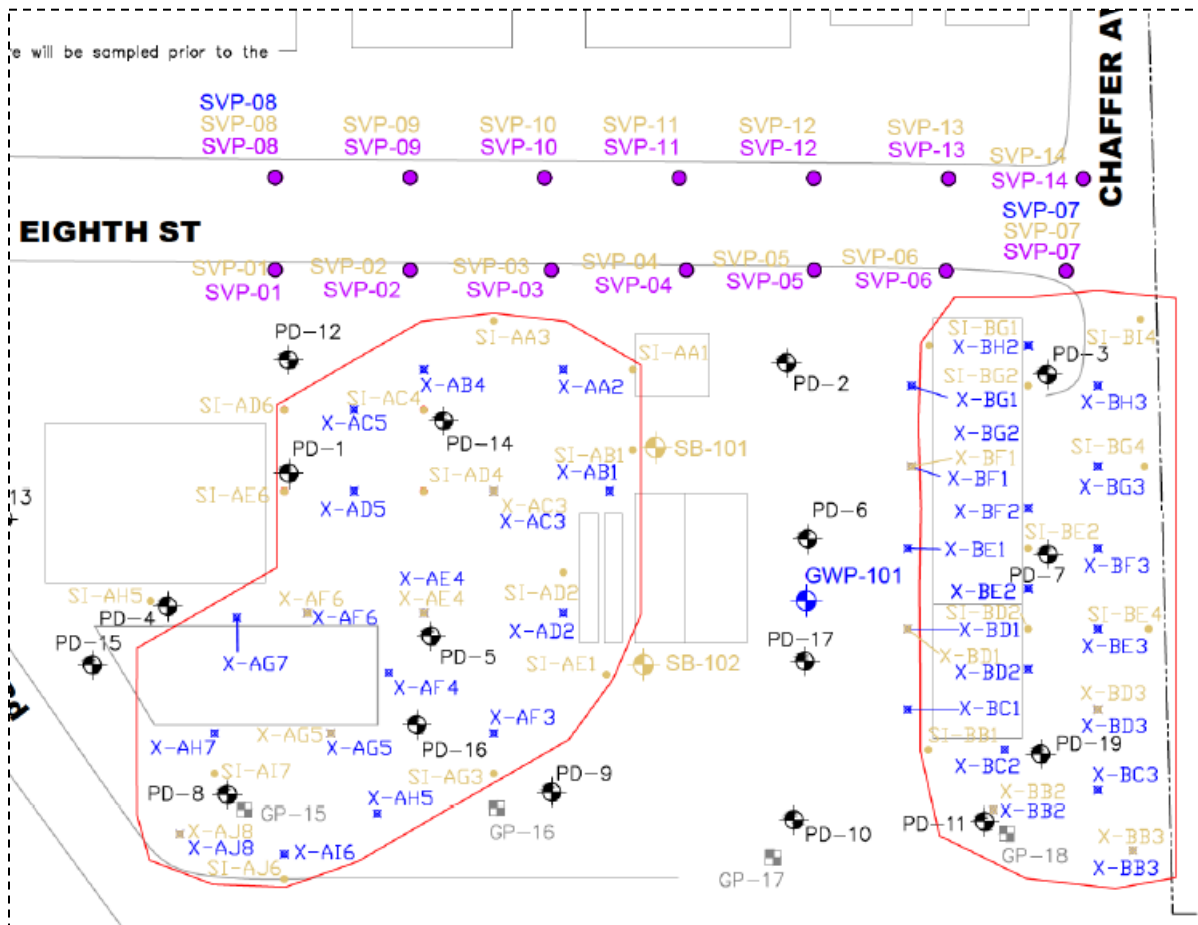 e will be sampled prior to the
CHAFFER AV
SVP-08
SVP-08
SVP-08
SVP-09
SVP-09
SVP-10
SVP-10
SVP-11
SVP-11
SVP-12
SVP-12
SVP-13
SVP-13
SVP-14
SVP-14
EIGHTH ST
SVP-07
SVP-07
SVP-07
SVP-01
SVP-01
SVP-02
SVP-02
SVP-03
SVP-03
SVP-04
SVP-04
SVP-05
SVP-05
SVP-06
SVP-06
PD-12
SI-AA3
SI-AA1
PD-2
SI-BG1
X-BH2
SI-BI4
PD-3
X-AB4
X-AA2
SI-BG2
X-BG1
X-BH3
SI-AD6
SI-AC4
X-AC5
PD-14
X-BG2
PD-1
SI-AB1
SB-101
X-BF1
X-BF1
SI-BG4
X-BG3
SI-AE6
X-AD5
SI-AD4
X-AC3
X-AC3
X-AB1
13
PD-6
X-BF2
SI-BE2
X-BE1
PD-7
X-BF3
X-AE4
X-AE4
SI-AD2
X-AD2
GWP-101
X-BE2
SI-AH5
PD-4
X-AF6
X-AF6
SI-BD2
X-BD1
X-BD1
SI-BE4
X-BE3
PD-15
X-AG7
PD-5
SI-AE1
SB-102
PD-17
X-BD2
X-AF4
X-BC1
X-BD3
X-BD3
X-AH7
X-AG5
X-AG5
PD-16
X-AF3
SI-BB1
X-BC2
PD-19
SI-AI7
SI-AG3
PD-9
X-BC3
PD-8
GP-15
X-AH5
GP-16
PD-10
PD-11
X-BB2
X-BB2
X-AJ8
X-AJ8
X-AI6
SI-AJ6
GP-17
GP-18
X-BB3
X-BB3